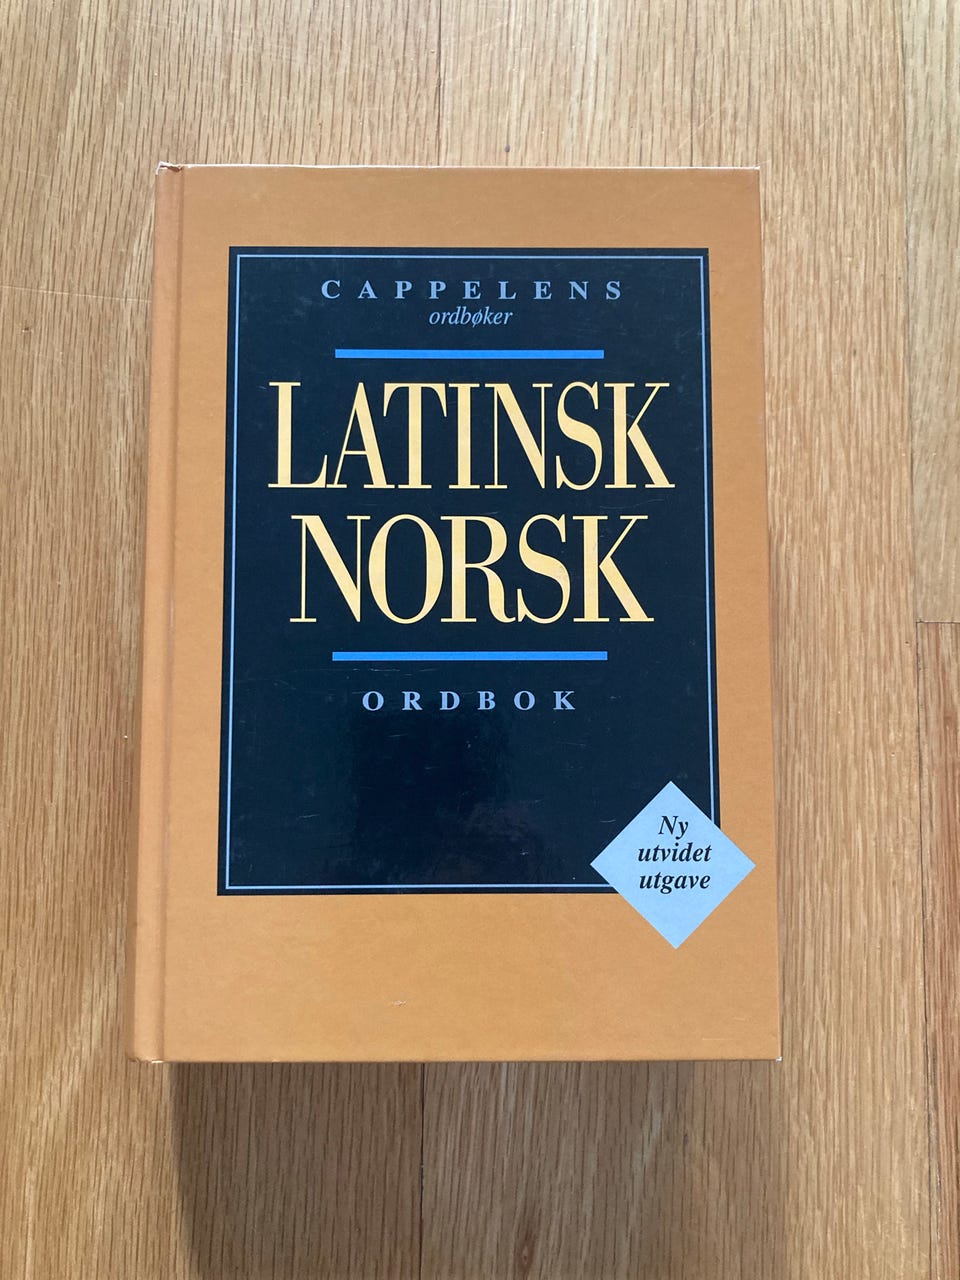 CAPPELENS
ordbøker
LATINSK
NORSK
ORDBOK
Ny
utvidet
utgave